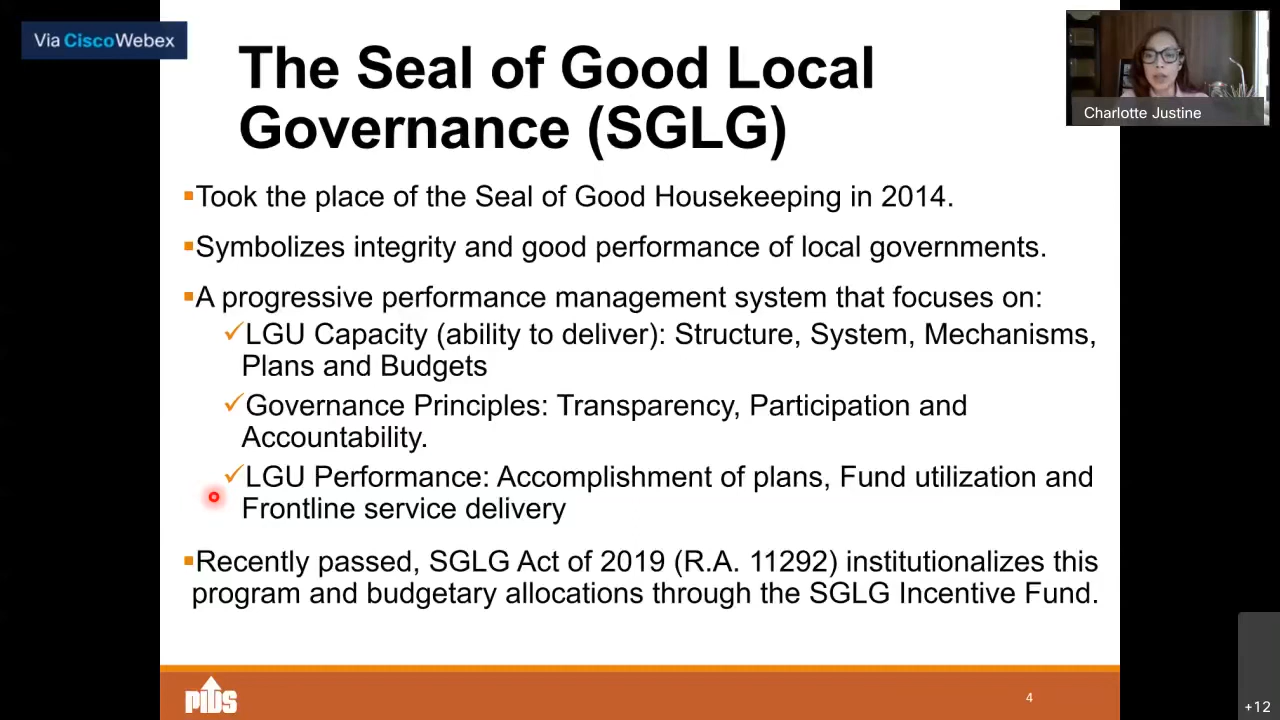 Via Cisco Webex
The Seal of Good Local
Governance (SGLG)
Charlotte Justine
▪Took the place of the Seal of Good Housekeeping in 2014.
▪Symbolizes integrity and good performance of local governments.
▪A progressive performance management system that focuses on:
✓LGU Capacity (ability to deliver): Structure, System, Mechanisms,
Plans and Budgets
✓Governance Principles: Transparency, Participation and
Accountability.
✓LGU Performance: Accomplishment of plans, Fund utilization and
Frontline service delivery
▪Recently passed, SGLG Act of 2019 (R.A. 11292) institutionalizes this
program and budgetary allocations through the SGLG Incentive Fund.
PIDS
4
+12